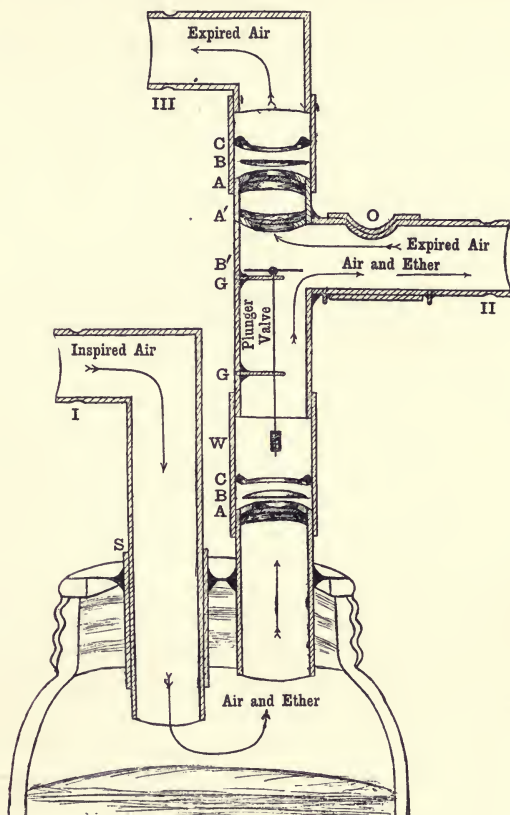 Expired Air
III
C
B
A
A′
O
Expired Air
B′
Air and Ether
G
II
Plunger
Valve
Inspired Air
G
I
W
C
B
A
S
Air and Ether